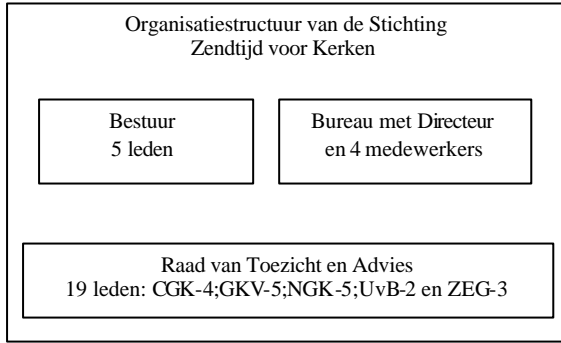 Organisatiestructuur van de Stichting
Zendtijd voor Kerken
Bestuur
5 leden
Bureau met Directeur
en 4 medewerkers
Raad van Toezicht en Advies
19 leden: CGK-4;GKV-5;NGK-5;UvB-2 en ZEG-3